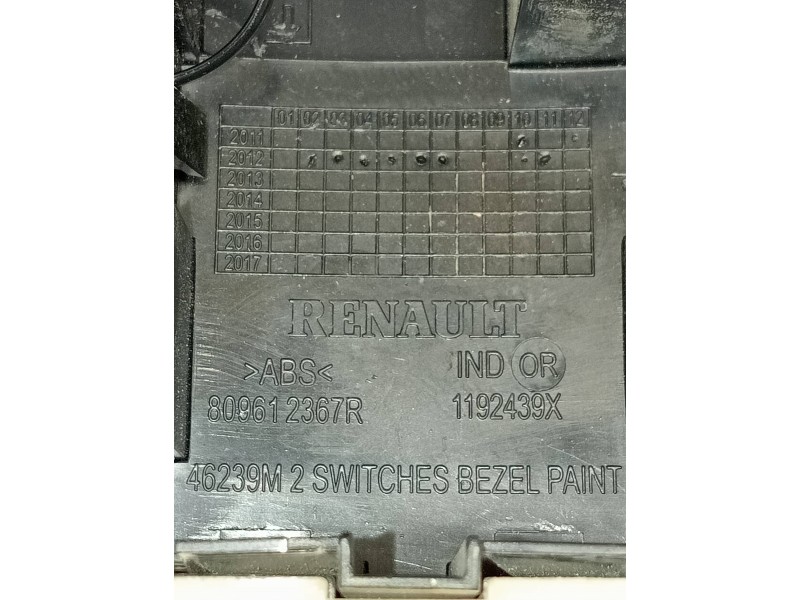 01 02 03 04 05 06 07 08 09 10 11 12
2011
2012
2013
2014
2015
2016
2017
RENAULT
>ABS< IND OR
809612367R 1192439X
46239M 2 SWITCHES BEZEL PAINT